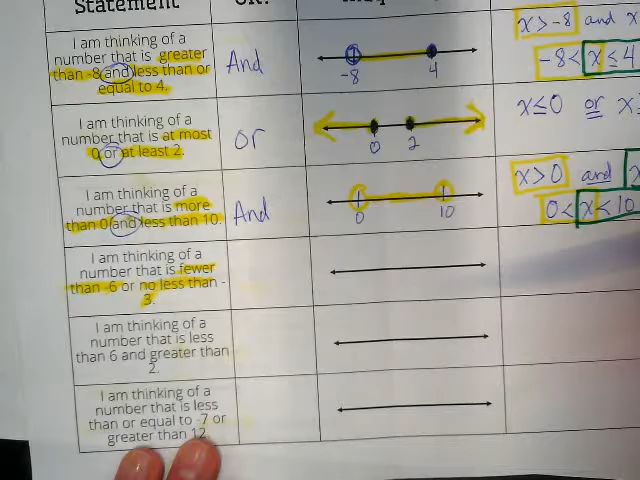 Statement
I am thinking of a
number that is greater
than -8 and less than or
equal to 4.
And
-8
4
x > -8 and x
-8 < x ≤ 4
I am thinking of a
number that is at most
0 or at least 2.
or
0
2
x ≤ 0 or x
I am thinking of a
number that is more
than 0 and less than 10.
And
0
10
x > 0 and
0 < x < 10
I am thinking of a
number that is fewer
than -6 or no less than -
3.
I am thinking of a
number that is less
than 6 and greater than
2.
I am thinking of a
number that is less
than or equal to -7 or
greater than 12.